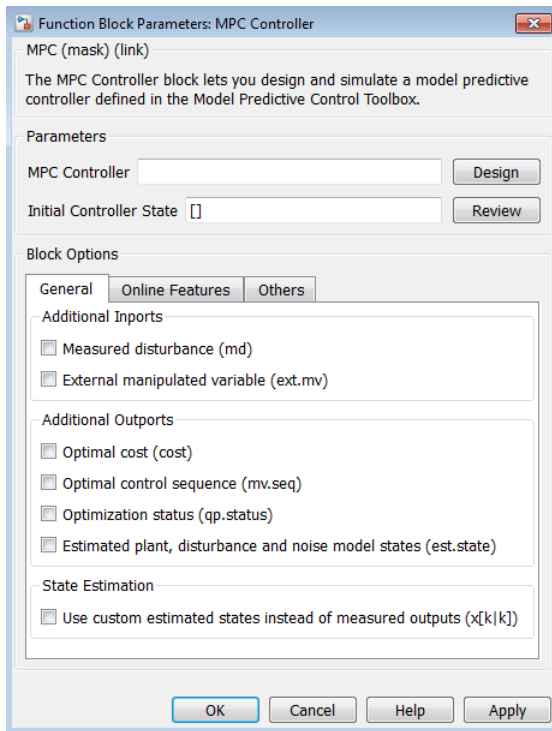 Function Block Parameters: MPC Controller
MPC (mask) (link)
The MPC Controller block lets you design and simulate a model predictive
controller defined in the Model Predictive Control Toolbox.
Parameters
MPC Controller Design
Initial Controller State [] Review
Block Options
General Online Features Others
Additional Inports
Measured disturbance (md)
External manipulated variable (ext.mv)
Additional Outports
Optimal cost (cost)
Optimal control sequence (mv.seq)
Optimization status (qp.status)
Estimated plant, disturbance and noise model states (est.state)
State Estimation
Use custom estimated states instead of measured outputs (x[k|k])
OK Cancel Help Apply